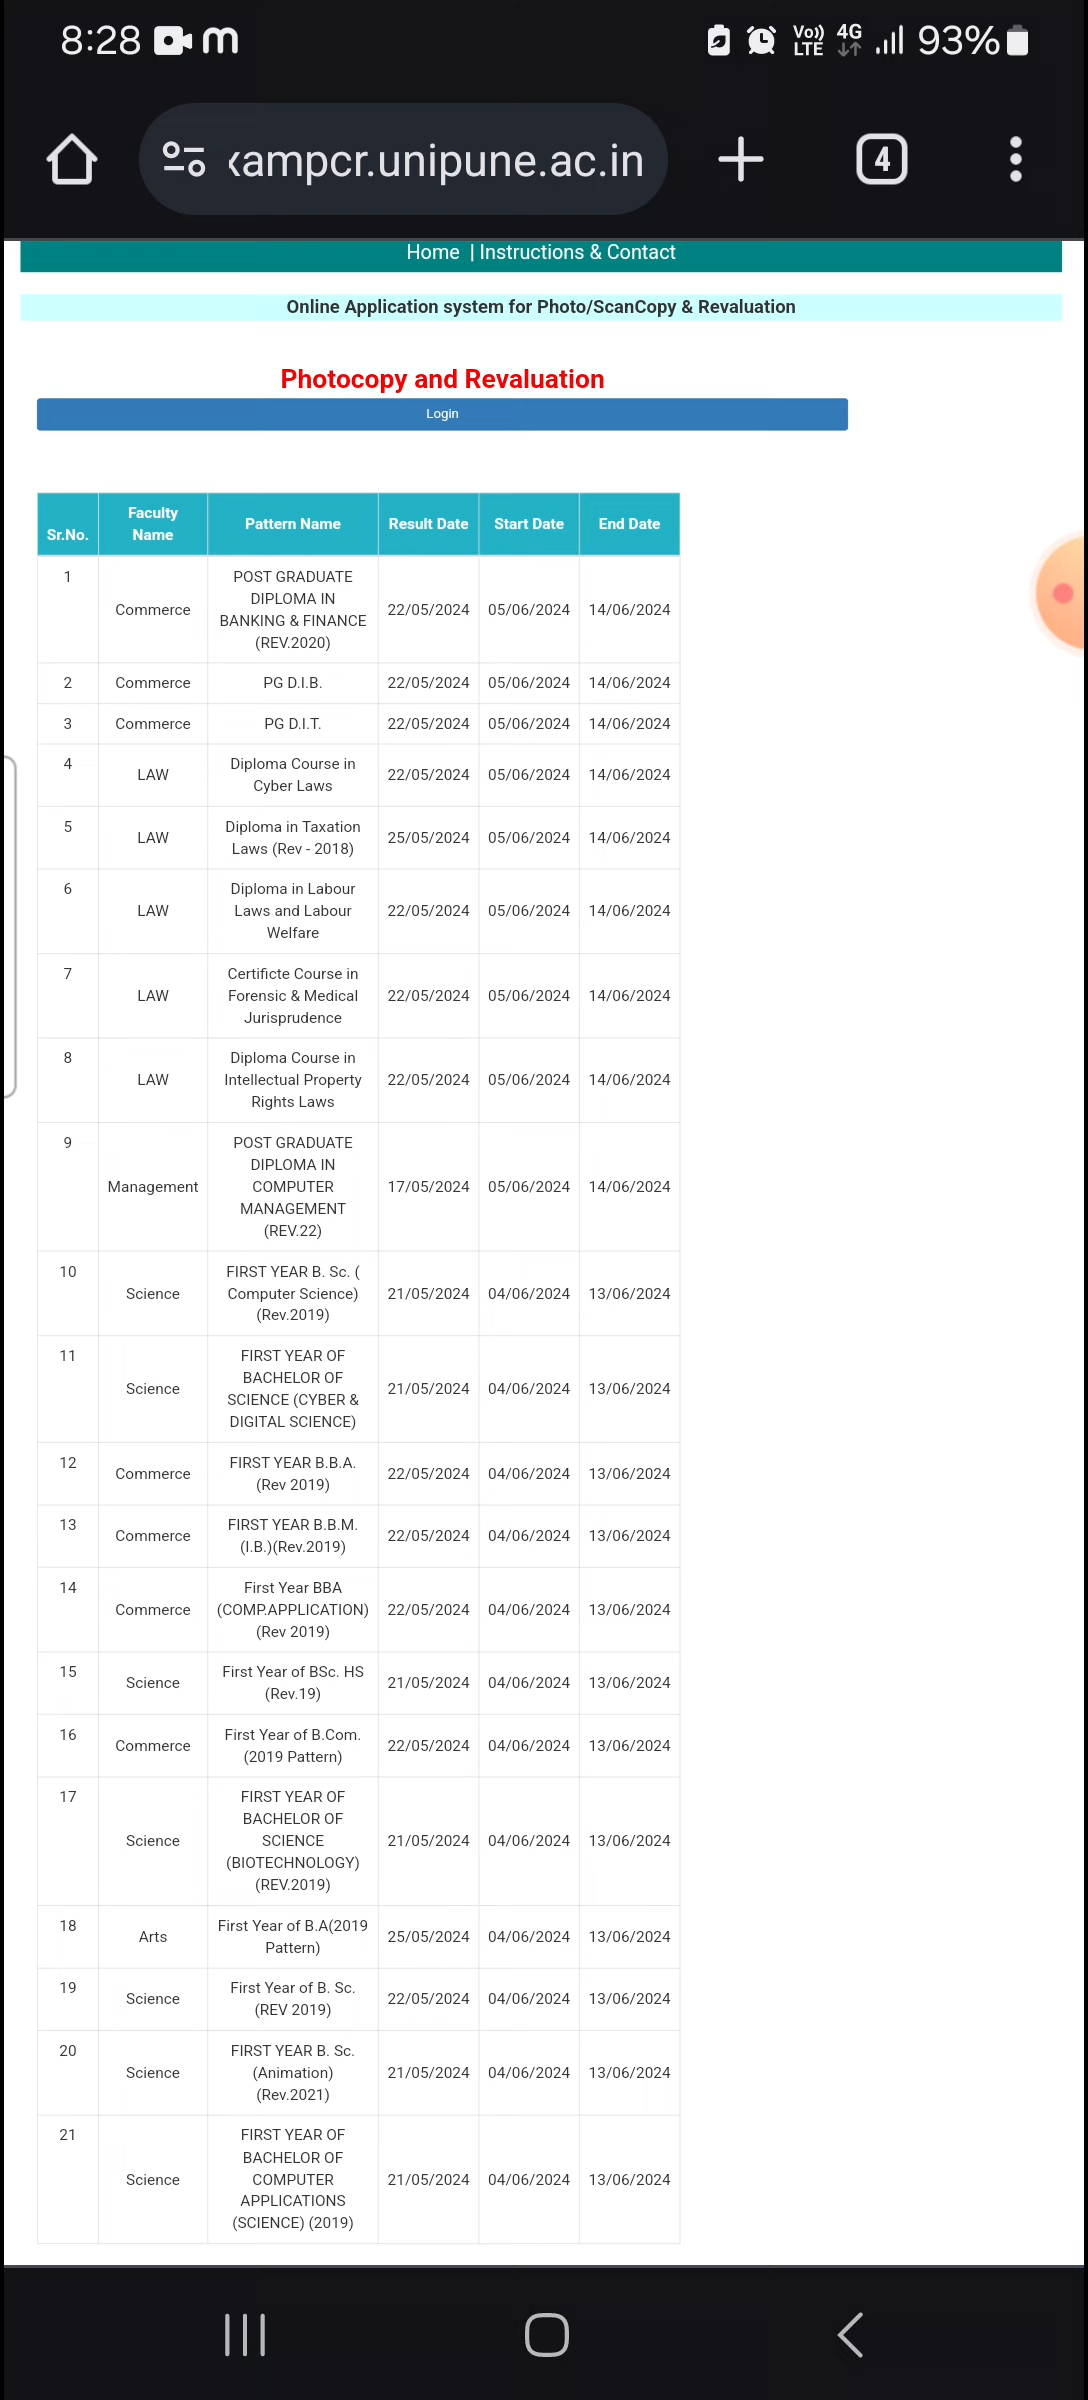 8:28 m Vo)) LTE 4G 93%
xampcr.unipune.ac.in 4
Home | Instructions & Contact
Online Application system for Photo/ScanCopy & Revaluation
Photocopy and Revaluation
Login
Sr.No. Faculty Name Pattern Name Result Date Start Date End Date
1 Commerce POST GRADUATE DIPLOMA IN BANKING & FINANCE (REV.2020) 22/05/2024 05/06/2024 14/06/2024
2 Commerce PG D.I.B. 22/05/2024 05/06/2024 14/06/2024
3 Commerce PG D.I.T. 22/05/2024 05/06/2024 14/06/2024
4 LAW Diploma Course in Cyber Laws 22/05/2024 05/06/2024 14/06/2024
5 LAW Diploma in Taxation Laws (Rev - 2018) 25/05/2024 05/06/2024 14/06/2024
6 LAW Diploma in Labour Laws and Labour Welfare 22/05/2024 05/06/2024 14/06/2024
7 LAW Certificte Course in Forensic & Medical Jurisprudence 22/05/2024 05/06/2024 14/06/2024
8 LAW Diploma Course in Intellectual Property Rights Laws 22/05/2024 05/06/2024 14/06/2024
9 Management POST GRADUATE DIPLOMA IN COMPUTER MANAGEMENT (REV.22) 17/05/2024 05/06/2024 14/06/2024
10 Science FIRST YEAR B. Sc. ( Computer Science) (Rev.2019) 21/05/2024 04/06/2024 13/06/2024
11 Science FIRST YEAR OF BACHELOR OF SCIENCE (CYBER & DIGITAL SCIENCE) 21/05/2024 04/06/2024 13/06/2024
12 Commerce FIRST YEAR B.B.A. (Rev 2019) 22/05/2024 04/06/2024 13/06/2024
13 Commerce FIRST YEAR B.B.M. (I.B.)(Rev.2019) 22/05/2024 04/06/2024 13/06/2024
14 Commerce First Year BBA (COMP.APPLICATION) (Rev 2019) 22/05/2024 04/06/2024 13/06/2024
15 Science First Year of BSc. HS (Rev.19) 21/05/2024 04/06/2024 13/06/2024
16 Commerce First Year of B.Com. (2019 Pattern) 22/05/2024 04/06/2024 13/06/2024
17 Science FIRST YEAR OF BACHELOR OF SCIENCE (BIOTECHNOLOGY) (REV.2019) 21/05/2024 04/06/2024 13/06/2024
18 Arts First Year of B.A(2019 Pattern) 25/05/2024 04/06/2024 13/06/2024
19 Science First Year of B. Sc. (REV 2019) 22/05/2024 04/06/2024 13/06/2024
20 Science FIRST YEAR B. Sc. (Animation) (Rev.2021) 21/05/2024 04/06/2024 13/06/2024
21 Science FIRST YEAR OF BACHELOR OF COMPUTER APPLICATIONS (SCIENCE) (2019) 21/05/2024 04/06/2024 13/06/2024